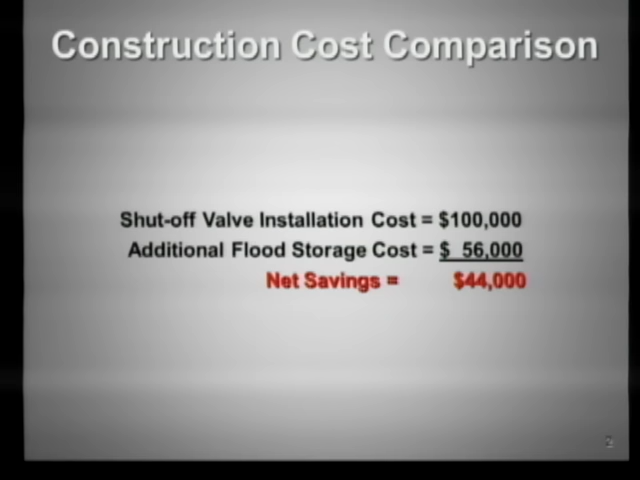 Construction Cost Comparison
Shut-off Valve Installation Cost = $100,000
Additional Flood Storage Cost = $ 56,000
Net Savings = $44,000
2